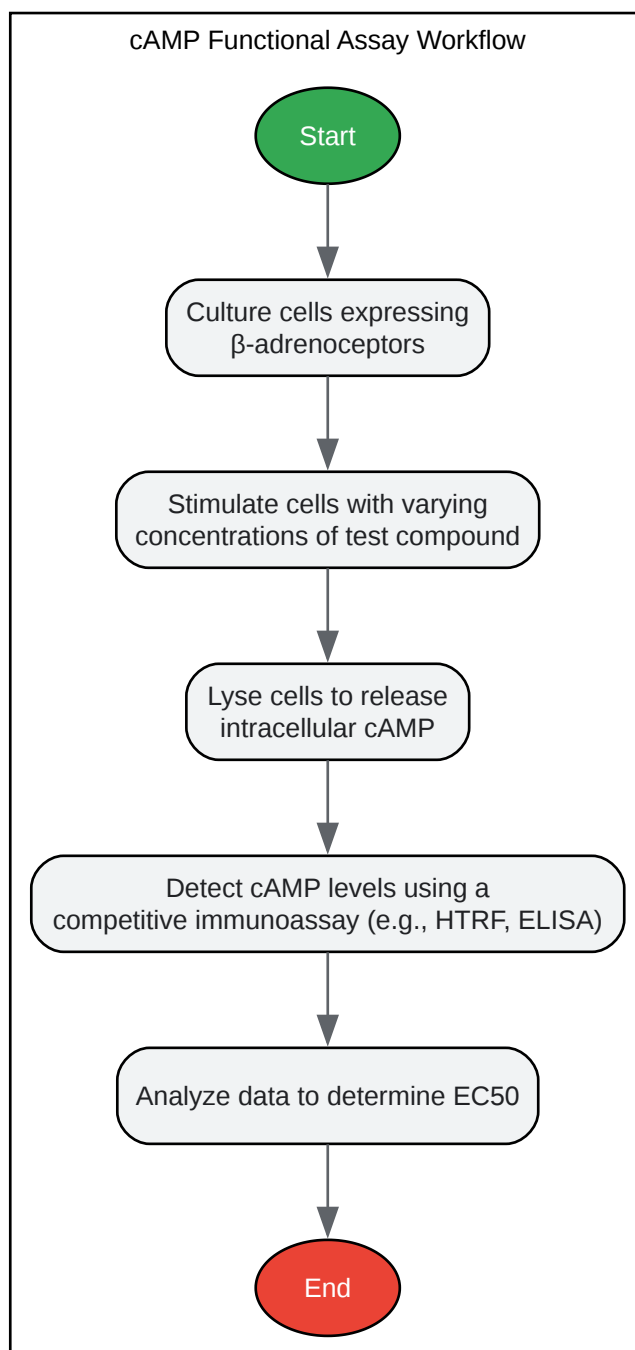 cAMP Functional Assay Workflow
Start
Culture cells expressing
β-adrenoceptors
Stimulate cells with varying
concentrations of test compound
Lyse cells to release
intracellular cAMP
Detect cAMP levels using a
competitive immunoassay (e.g., HTRF, ELISA)
Analyze data to determine EC50
End